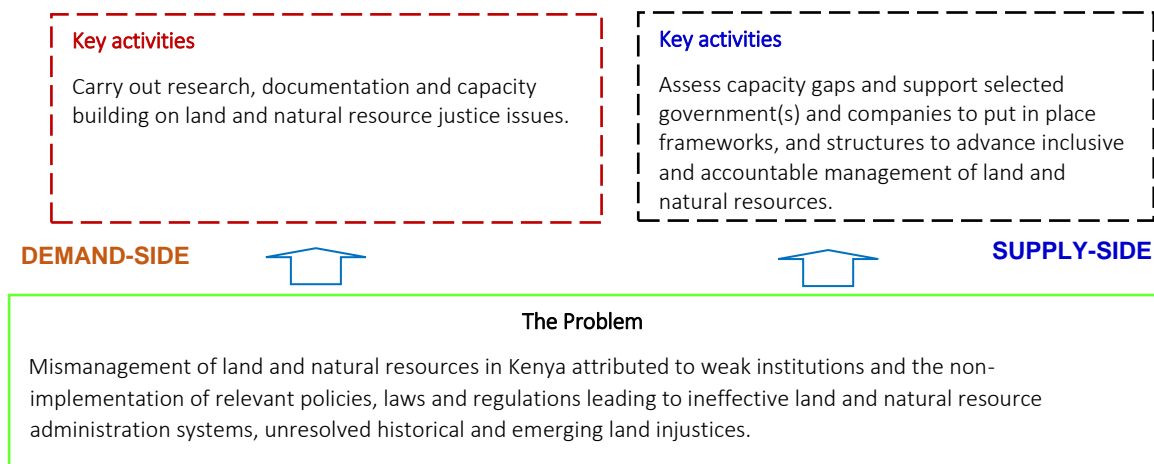 Key activities
Carry out research, documentation and capacity
building on land and natural resource justice issues.
Key activities
Assess capacity gaps and support selected
government(s) and companies to put in place
frameworks, and structures to advance inclusive
and accountable management of land and
natural resources.
DEMAND-SIDE
SUPPLY-SIDE
The Problem
Mismanagement of land and natural resources in Kenya attributed to weak institutions and the non-
implementation of relevant policies, laws and regulations leading to ineffective land and natural resource
administration systems, unresolved historical and emerging land injustices.